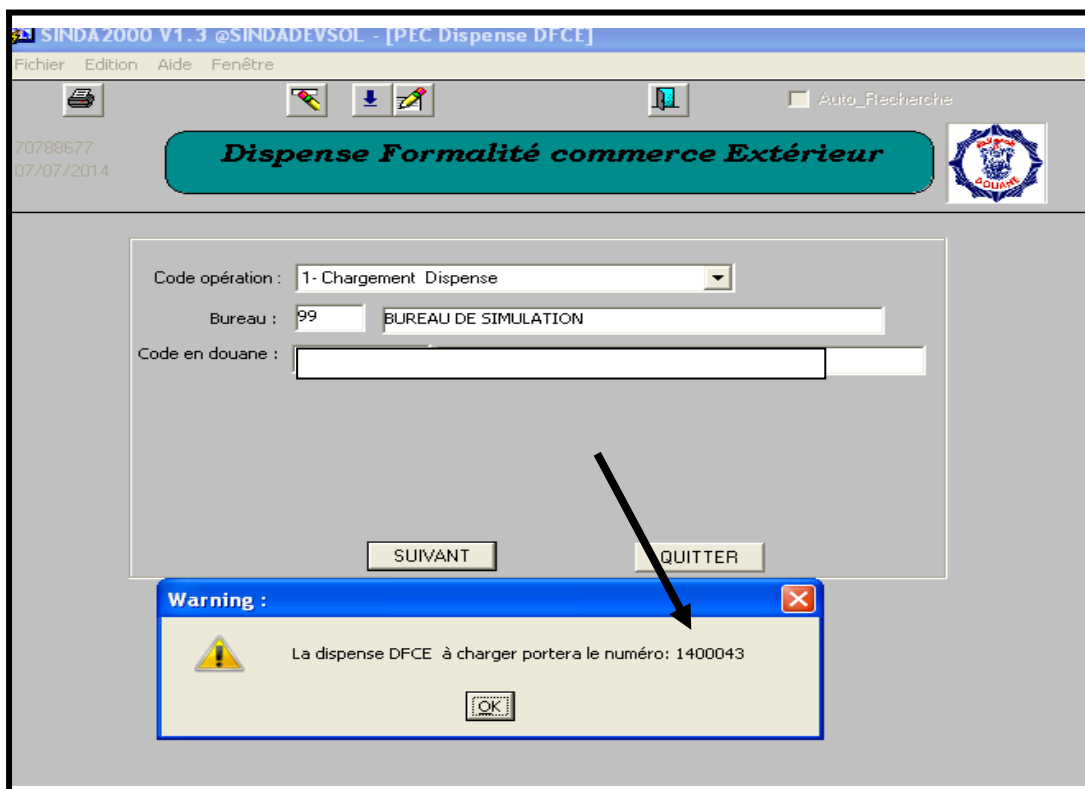 SINDA2000 V1.3 @SINDADEVSOL - [PEC Dispense DFCE]
Fichier Edition Aide Fenêtre
Auto_Recherche
70788677
07/07/2014
Dispense Formalité commerce Extérieur
DOUANE
Code opération : 1- Chargement Dispense
Bureau : 99 BUREAU DE SIMULATION
Code en douane :
SUIVANT QUITTER
Warning :
La dispense DFCE à charger portera le numéro: 1400043
OK